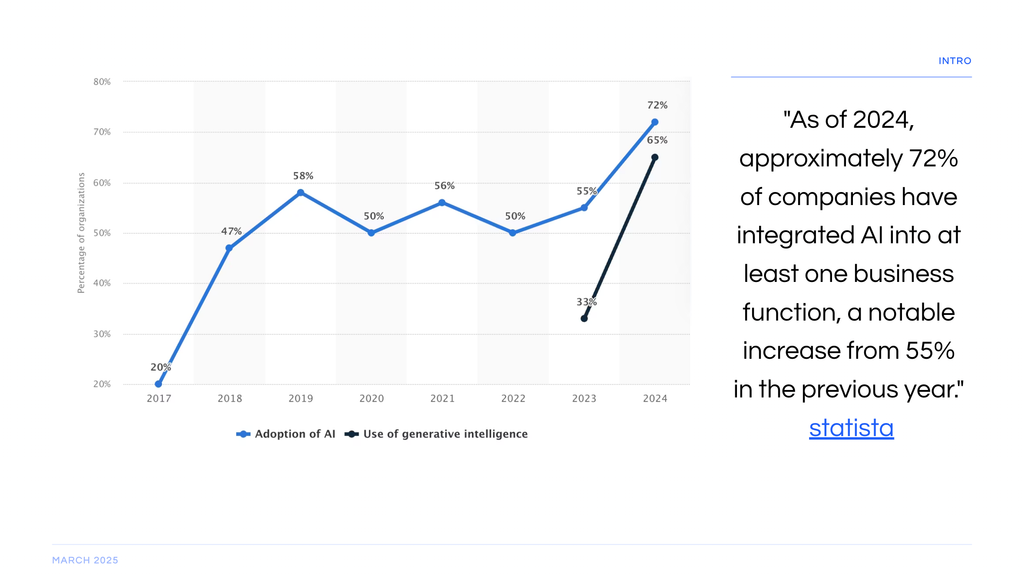 INTRO
80%
70%
60%
50%
40%
30%
20%
Percentage of organizations
20%
47%
58%
50%
56%
50%
55%
72%
33%
65%
2017 2018 2019 2020 2021 2022 2023 2024
Adoption of AI Use of generative intelligence
"As of 2024,
approximately 72%
of companies have
integrated AI into at
least one business
function, a notable
increase from 55%
in the previous year."
statista
MARCH 2025